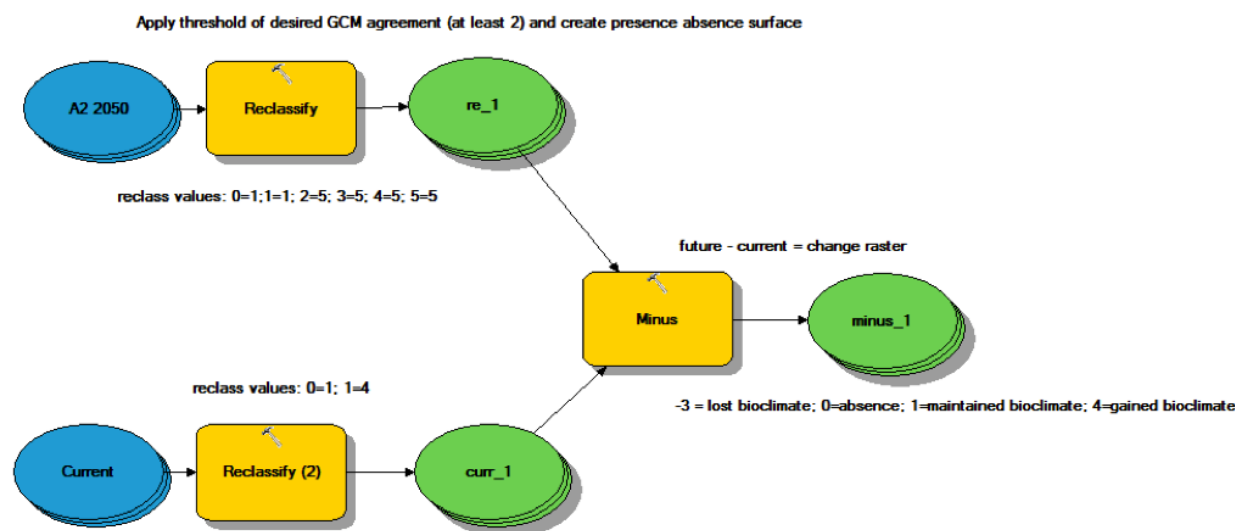 Apply threshold of desired GCM agreement (at least 2) and create presence absence surface
A2 2050
Reclassify
re_1
reclass values: 0=1;1=1; 2=5; 3=5; 4=5; 5=5
future - current = change raster
Minus
minus_1
reclass values: 0=1; 1=4
-3 = lost bioclimate; 0=absence; 1=maintained bioclimate; 4=gained bioclimate
Current
Reclassify (2)
curr_1